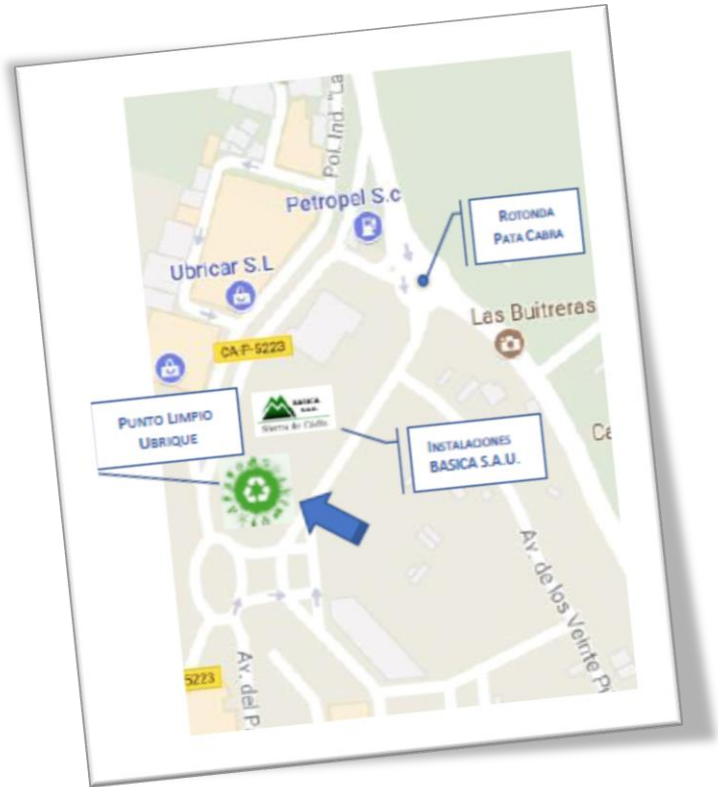 Pol. Ind. "La
Petropel S.c
ROTONDA
PATA CABRA
Ubricar S.L
Las Buitreras
CA-P-5223
BASICA
S.A.U.
Sierra de Cádiz
PUNTO LIMPIO
UBRIQUE
INSTALACIONES
BASICA S.A.U.
Ca
Av. de los Veinte Pi
5223
Av. del P